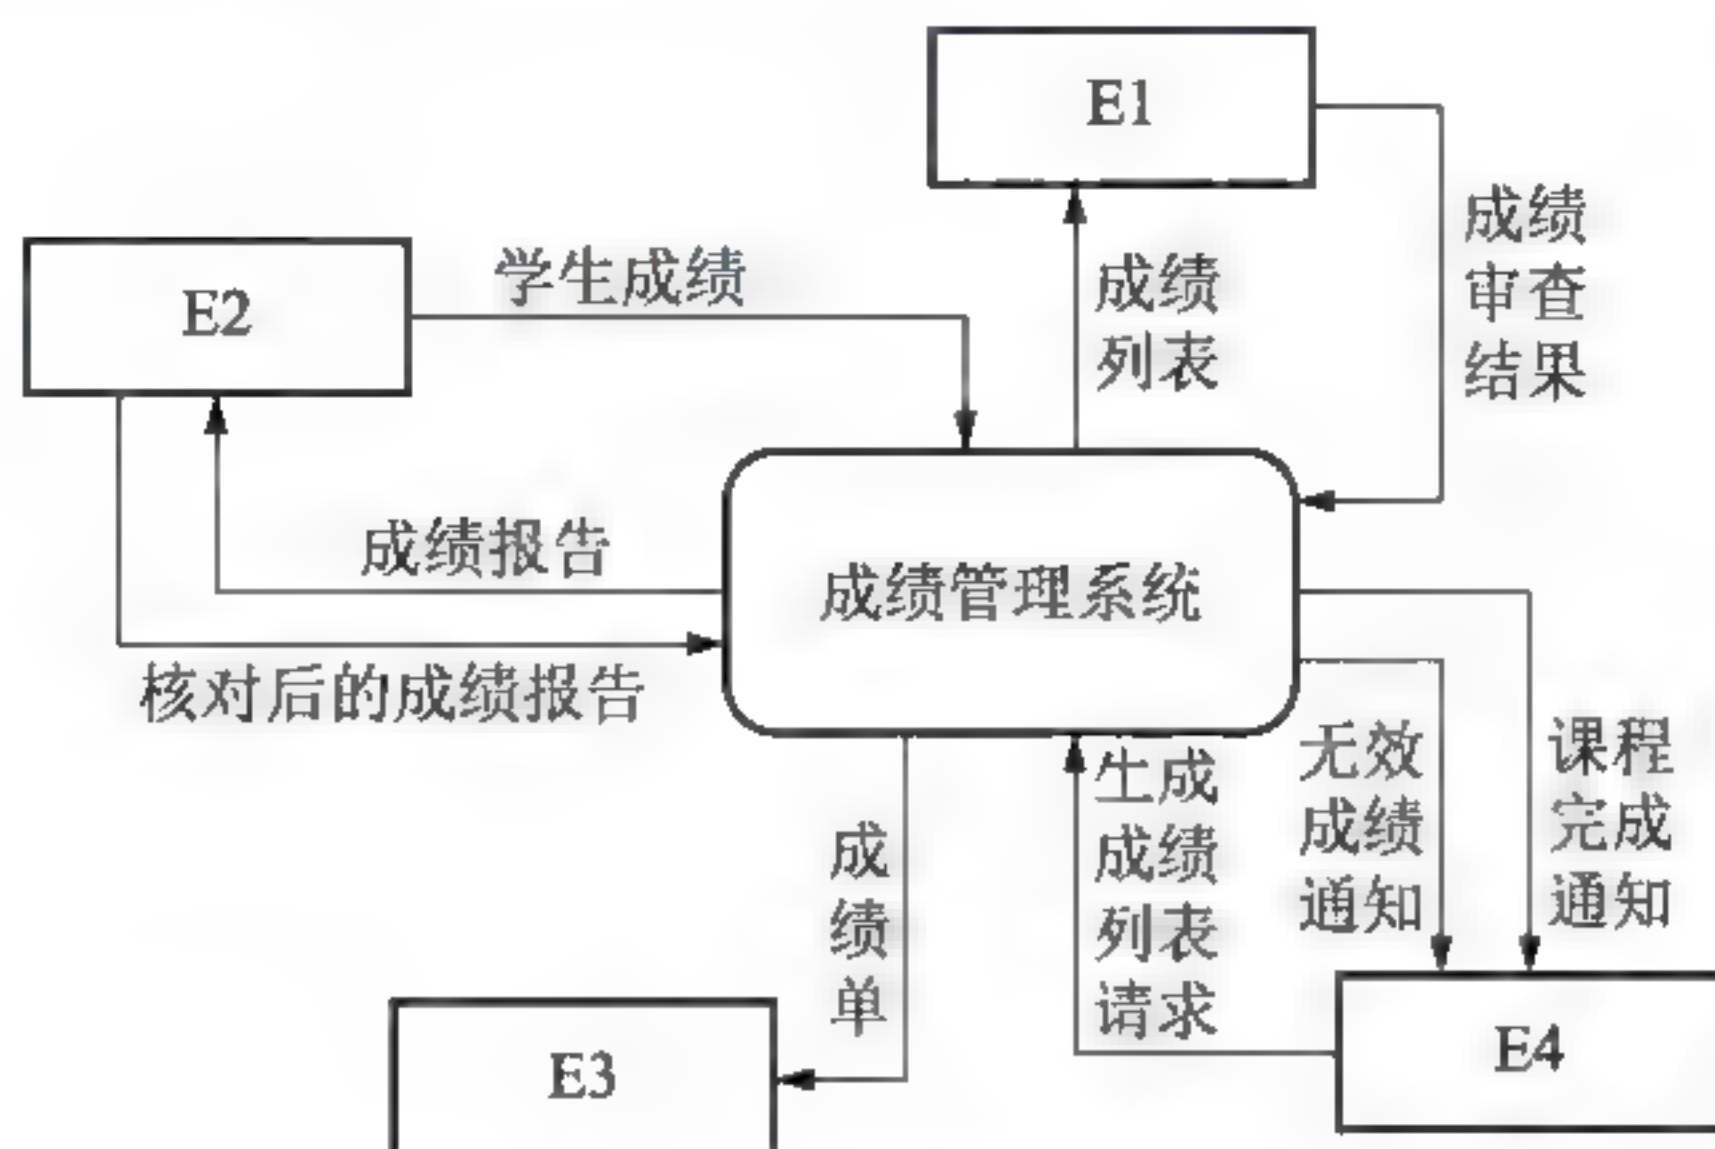 E1
成绩
审查
结果
E2
学生成绩
成绩
列表
成绩报告
成绩管理系统
核对后的成绩报告
成
绩
单
生成
成绩
列表
请求
无效
成绩
通知
课程
完成
通知
E3
E4